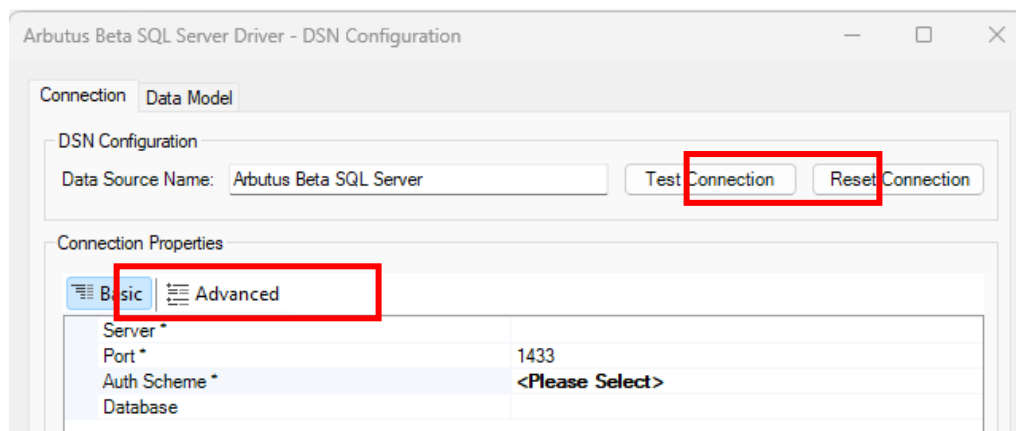 Arbutus Beta SQL Server Driver - DSN Configuration
Connection Data Model
DSN Configuration
Data Source Name: Arbutus Beta SQL Server Test Connection Reset Connection
Connection Properties
Basic Advanced
Server *
Port * 1433
Auth Scheme * <Please Select>
Database